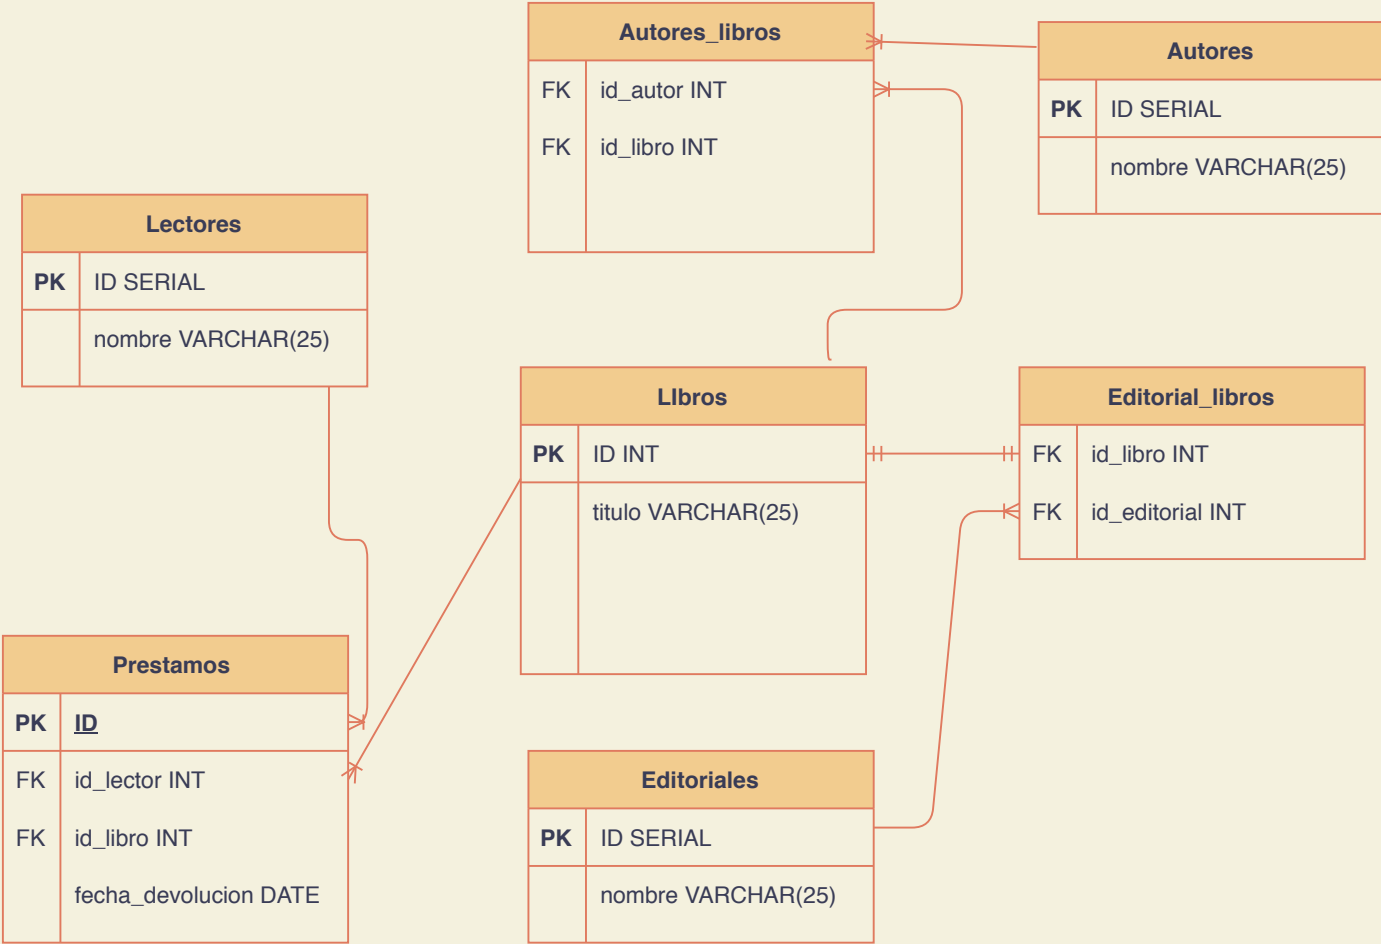 Autores_libros
FK id_autor INT
FK id_libro INT
Autores
PK ID SERIAL
nombre VARCHAR(25)
Lectores
PK ID SERIAL
nombre VARCHAR(25)
LIbros
PK ID INT
titulo VARCHAR(25)
Editorial_libros
FK id_libro INT
FK id_editorial INT
Prestamos
PK ID
FK id_lector INT
FK id_libro INT
fecha_devolucion DATE
Editoriales
PK ID SERIAL
nombre VARCHAR(25)